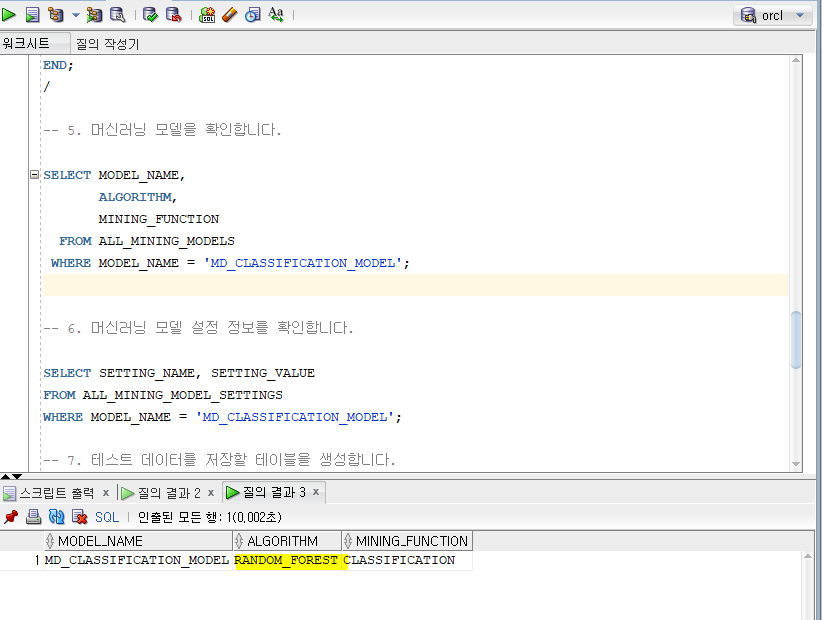 orcl
워크시트 질의 작성기
END;
/
-- 5. 머신러닝 모델을 확인합니다.
SELECT MODEL_NAME,
ALGORITHM,
MINING_FUNCTION
FROM ALL_MINING_MODELS
WHERE MODEL_NAME = 'MD_CLASSIFICATION_MODEL';
-- 6. 머신러닝 모델 설정 정보를 확인합니다.
SELECT SETTING_NAME, SETTING_VALUE
FROM ALL_MINING_MODEL_SETTINGS
WHERE MODEL_NAME = 'MD_CLASSIFICATION_MODEL';
-- 7. 테스트 데이터를 저장할 테이블을 생성합니다.
스크립트 출력 x 질의 결과 2 x 질의 결과 3 x
SQL | 인출된 모든 행: 1(0,002초)
MODEL_NAME ALGORITHM MINING_FUNCTION
1 MD_CLASSIFICATION_MODEL RANDOM_FOREST CLASSIFICATION